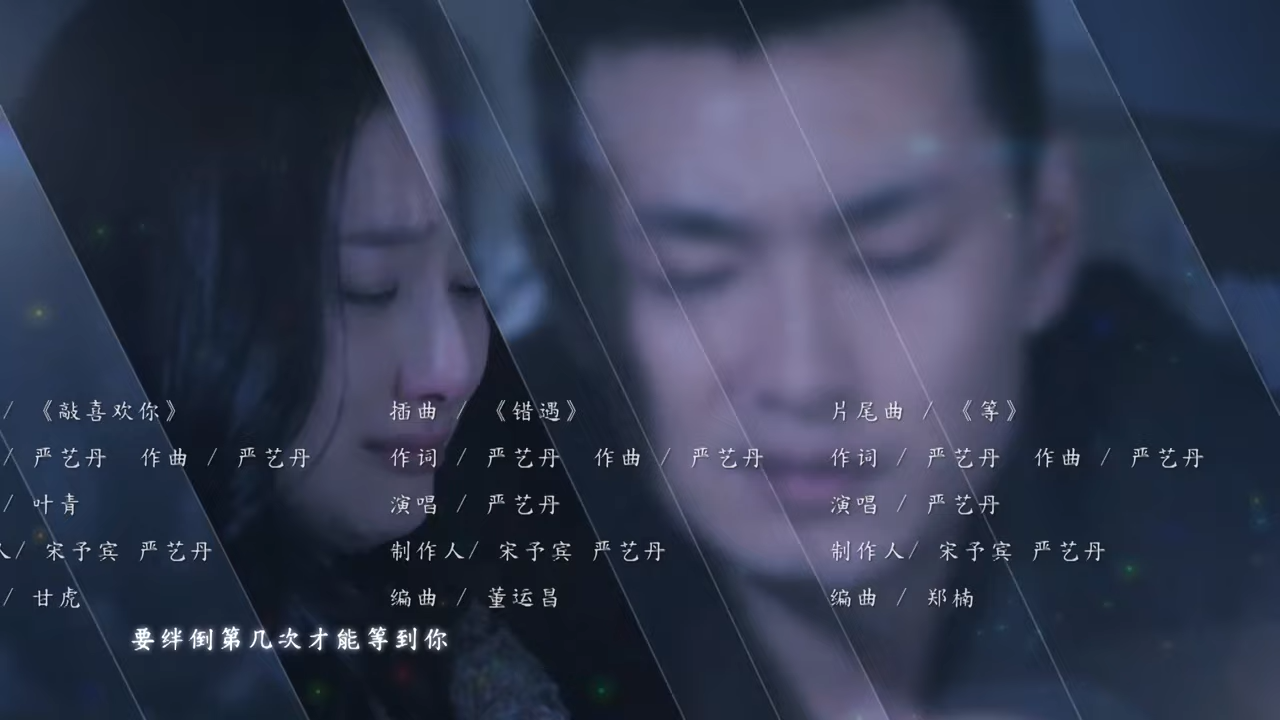 / 《敲喜欢你》
/ 严艺丹 作曲 / 严艺丹
/ 叶青
人/ 宋予宾 严艺丹
/ 甘虎
插曲 / 《错遇》
作词 / 严艺丹 作曲 / 严艺丹
演唱 / 严艺丹
制作人/ 宋予宾 严艺丹
编曲 / 董运昌
片尾曲 / 《等》
作词 / 严艺丹 作曲 / 严艺丹
演唱 / 严艺丹
制作人/ 宋予宾 严艺丹
编曲 / 郑楠
要绊倒第几次才能等到你